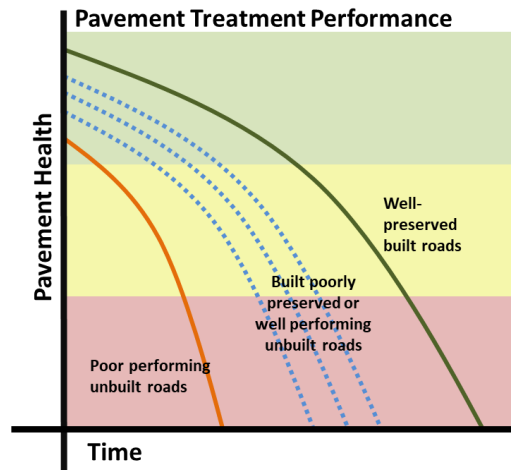 Pavement Treatment Performance
Pavement Health
Well-
preserved
built roads
Built poorly
preserved or
well performing
unbuilt roads
Poor performing
unbuilt roads
Time